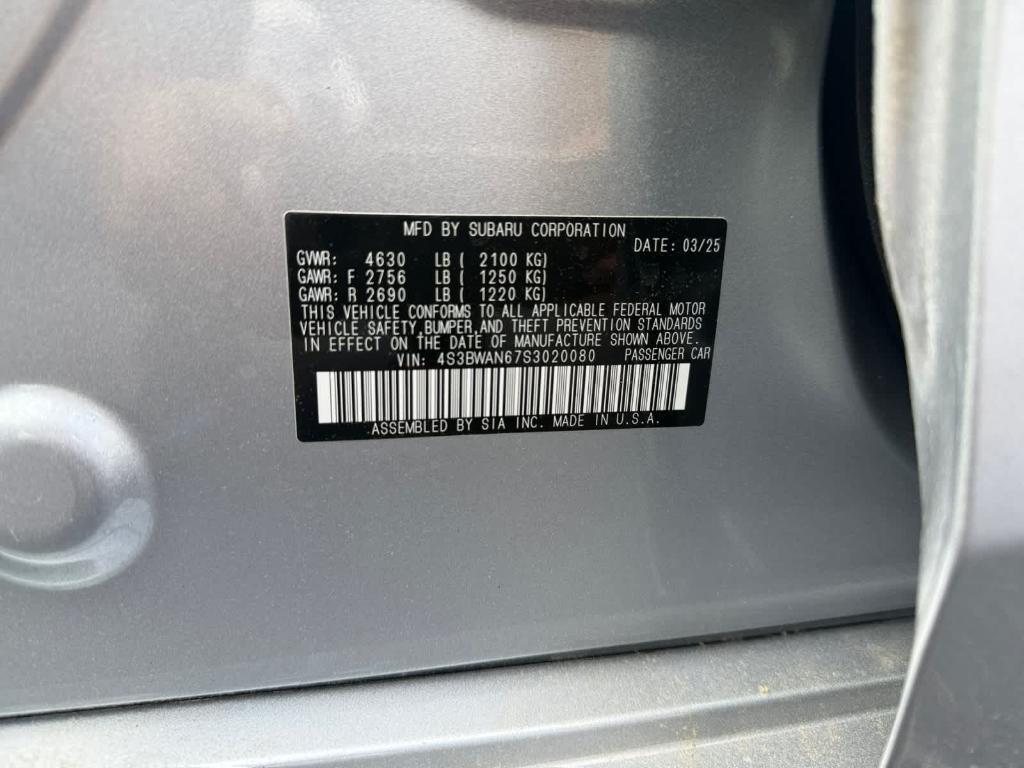 MFD BY SUBARU CORPORATION
DATE: 03/25
GVWR: 4630 LB ( 2100 KG)
GAWR: F 2756 LB ( 1250 KG)
GAWR: R 2690 LB ( 1220 KG)
THIS VEHICLE CONFORMS TO ALL APPLICABLE FEDERAL MOTOR
VEHICLE SAFETY, BUMPER, AND THEFT PREVENTION STANDARDS
IN EFFECT ON THE DATE OF MANUFACTURE SHOWN ABOVE.
VIN: 4S3BWAN67S3020080 PASSENGER CAR
ASSEMBLED BY SIA INC. MADE IN U.S.A.